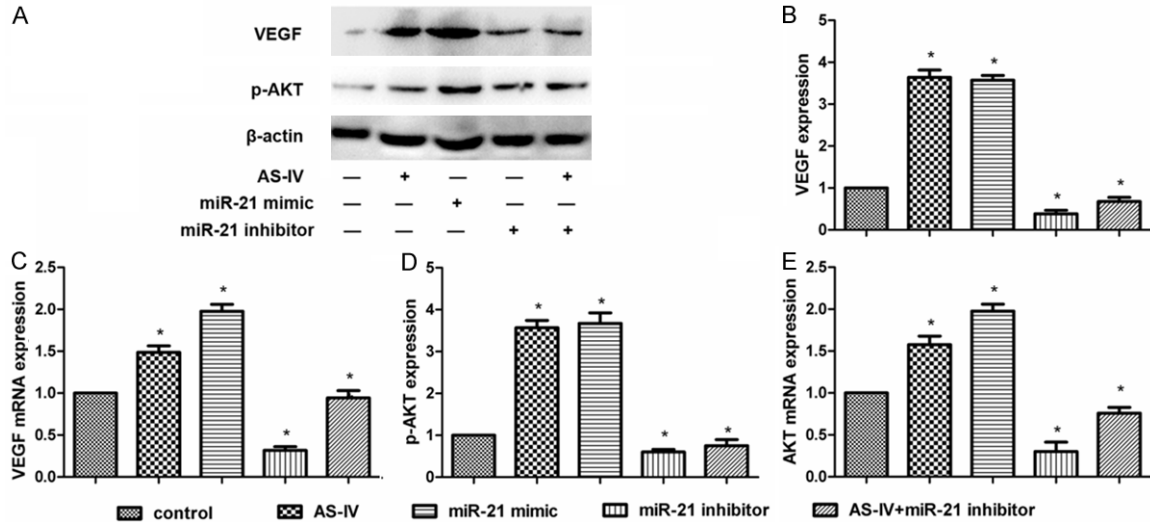 A
VEGF
p-AKT
β-actin
AS-IV — + — — +
miR-21 mimic — — + — —
miR-21 inhibitor — — — + +
B
VEGF expression
5
4
3
2
1
0
* * * *
C
VEGF mRNA expression
2.5
2.0
1.5
1.0
0.5
0.0
* * * *
D
p-AKT expression
5
4
3
2
1
0
* * * *
E
AKT mRNA expression
2.5
2.0
1.5
1.0
0.5
0.0
* * * *
control AS-IV miR-21 mimic miR-21 inhibitor AS-IV+miR-21 inhibitor